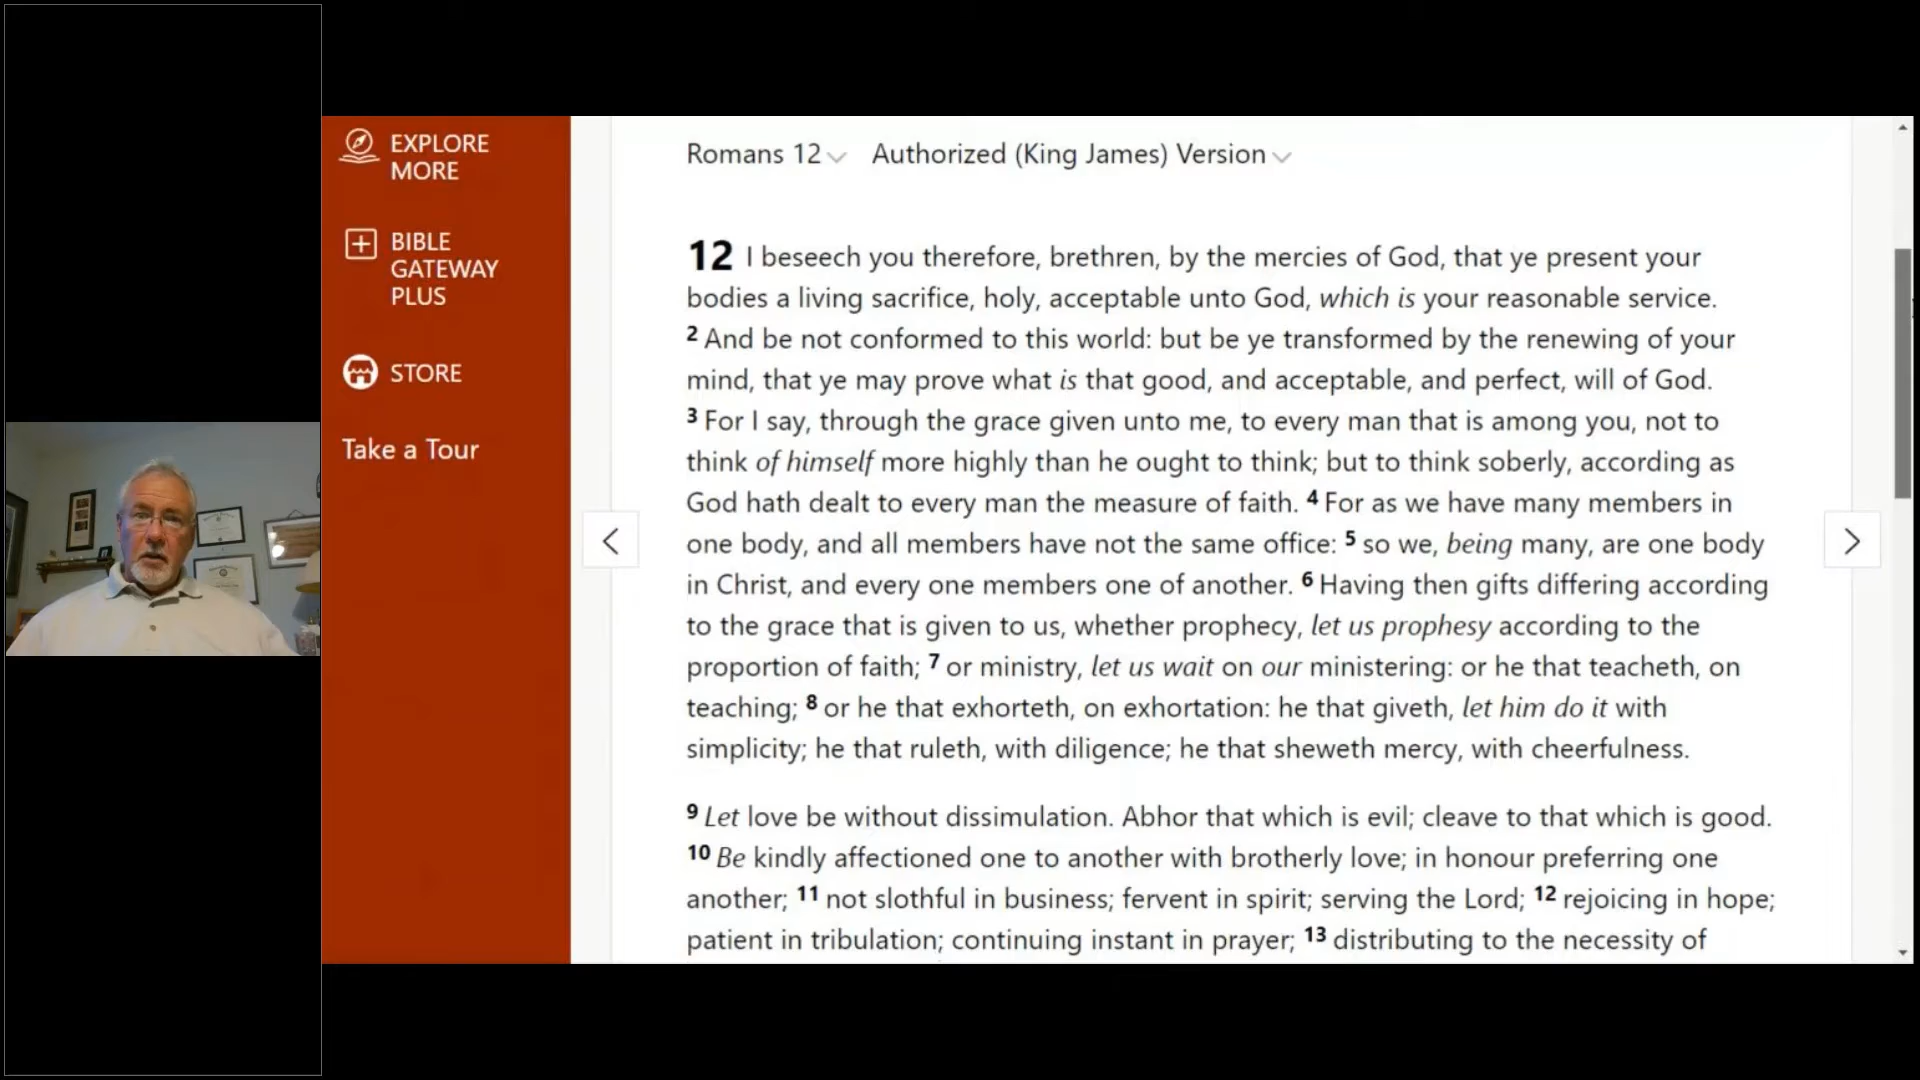 EXPLORE
MORE
BIBLE
GATEWAY
PLUS
STORE
Take a Tour
Romans 12 Authorized (King James) Version
12 I beseech you therefore, brethren, by the mercies of God, that ye present your
bodies a living sacrifice, holy, acceptable unto God, which is your reasonable service.
2 And be not conformed to this world: but be ye transformed by the renewing of your
mind, that ye may prove what is that good, and acceptable, and perfect, will of God.
3 For I say, through the grace given unto me, to every man that is among you, not to
think of himself more highly than he ought to think; but to think soberly, according as
God hath dealt to every man the measure of faith. 4 For as we have many members in
one body, and all members have not the same office: 5 so we, being many, are one body
in Christ, and every one members one of another. 6 Having then gifts differing according
to the grace that is given to us, whether prophecy, let us prophesy according to the
proportion of faith; 7 or ministry, let us wait on our ministering: or he that teacheth, on
teaching; 8 or he that exhorteth, on exhortation: he that giveth, let him do it with
simplicity; he that ruleth, with diligence; he that sheweth mercy, with cheerfulness.
9 Let love be without dissimulation. Abhor that which is evil; cleave to that which is good.
10 Be kindly affectioned one to another with brotherly love; in honour preferring one
another; 11 not slothful in business; fervent in spirit; serving the Lord; 12 rejoicing in hope;
patient in tribulation; continuing instant in prayer; 13 distributing to the necessity of